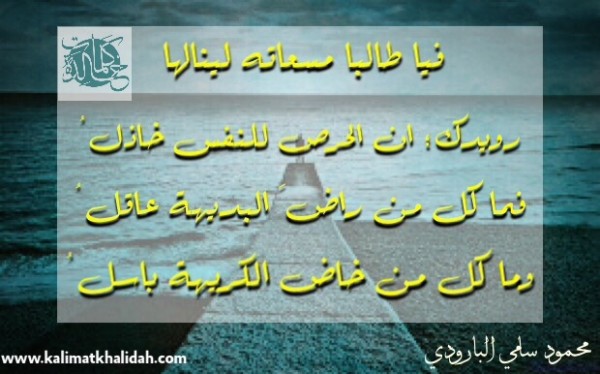 كلمات خالدة
فيا طالبا مسعاته لينالها
رويدك؛ ان الحرص للنفس خاذل ُ
فما كل من راض ً البديهة عاقل ُ
وما كل من خاض الكريهة باسل ُ
محمود سامي البارودي
www.kalimatkhalidah.com